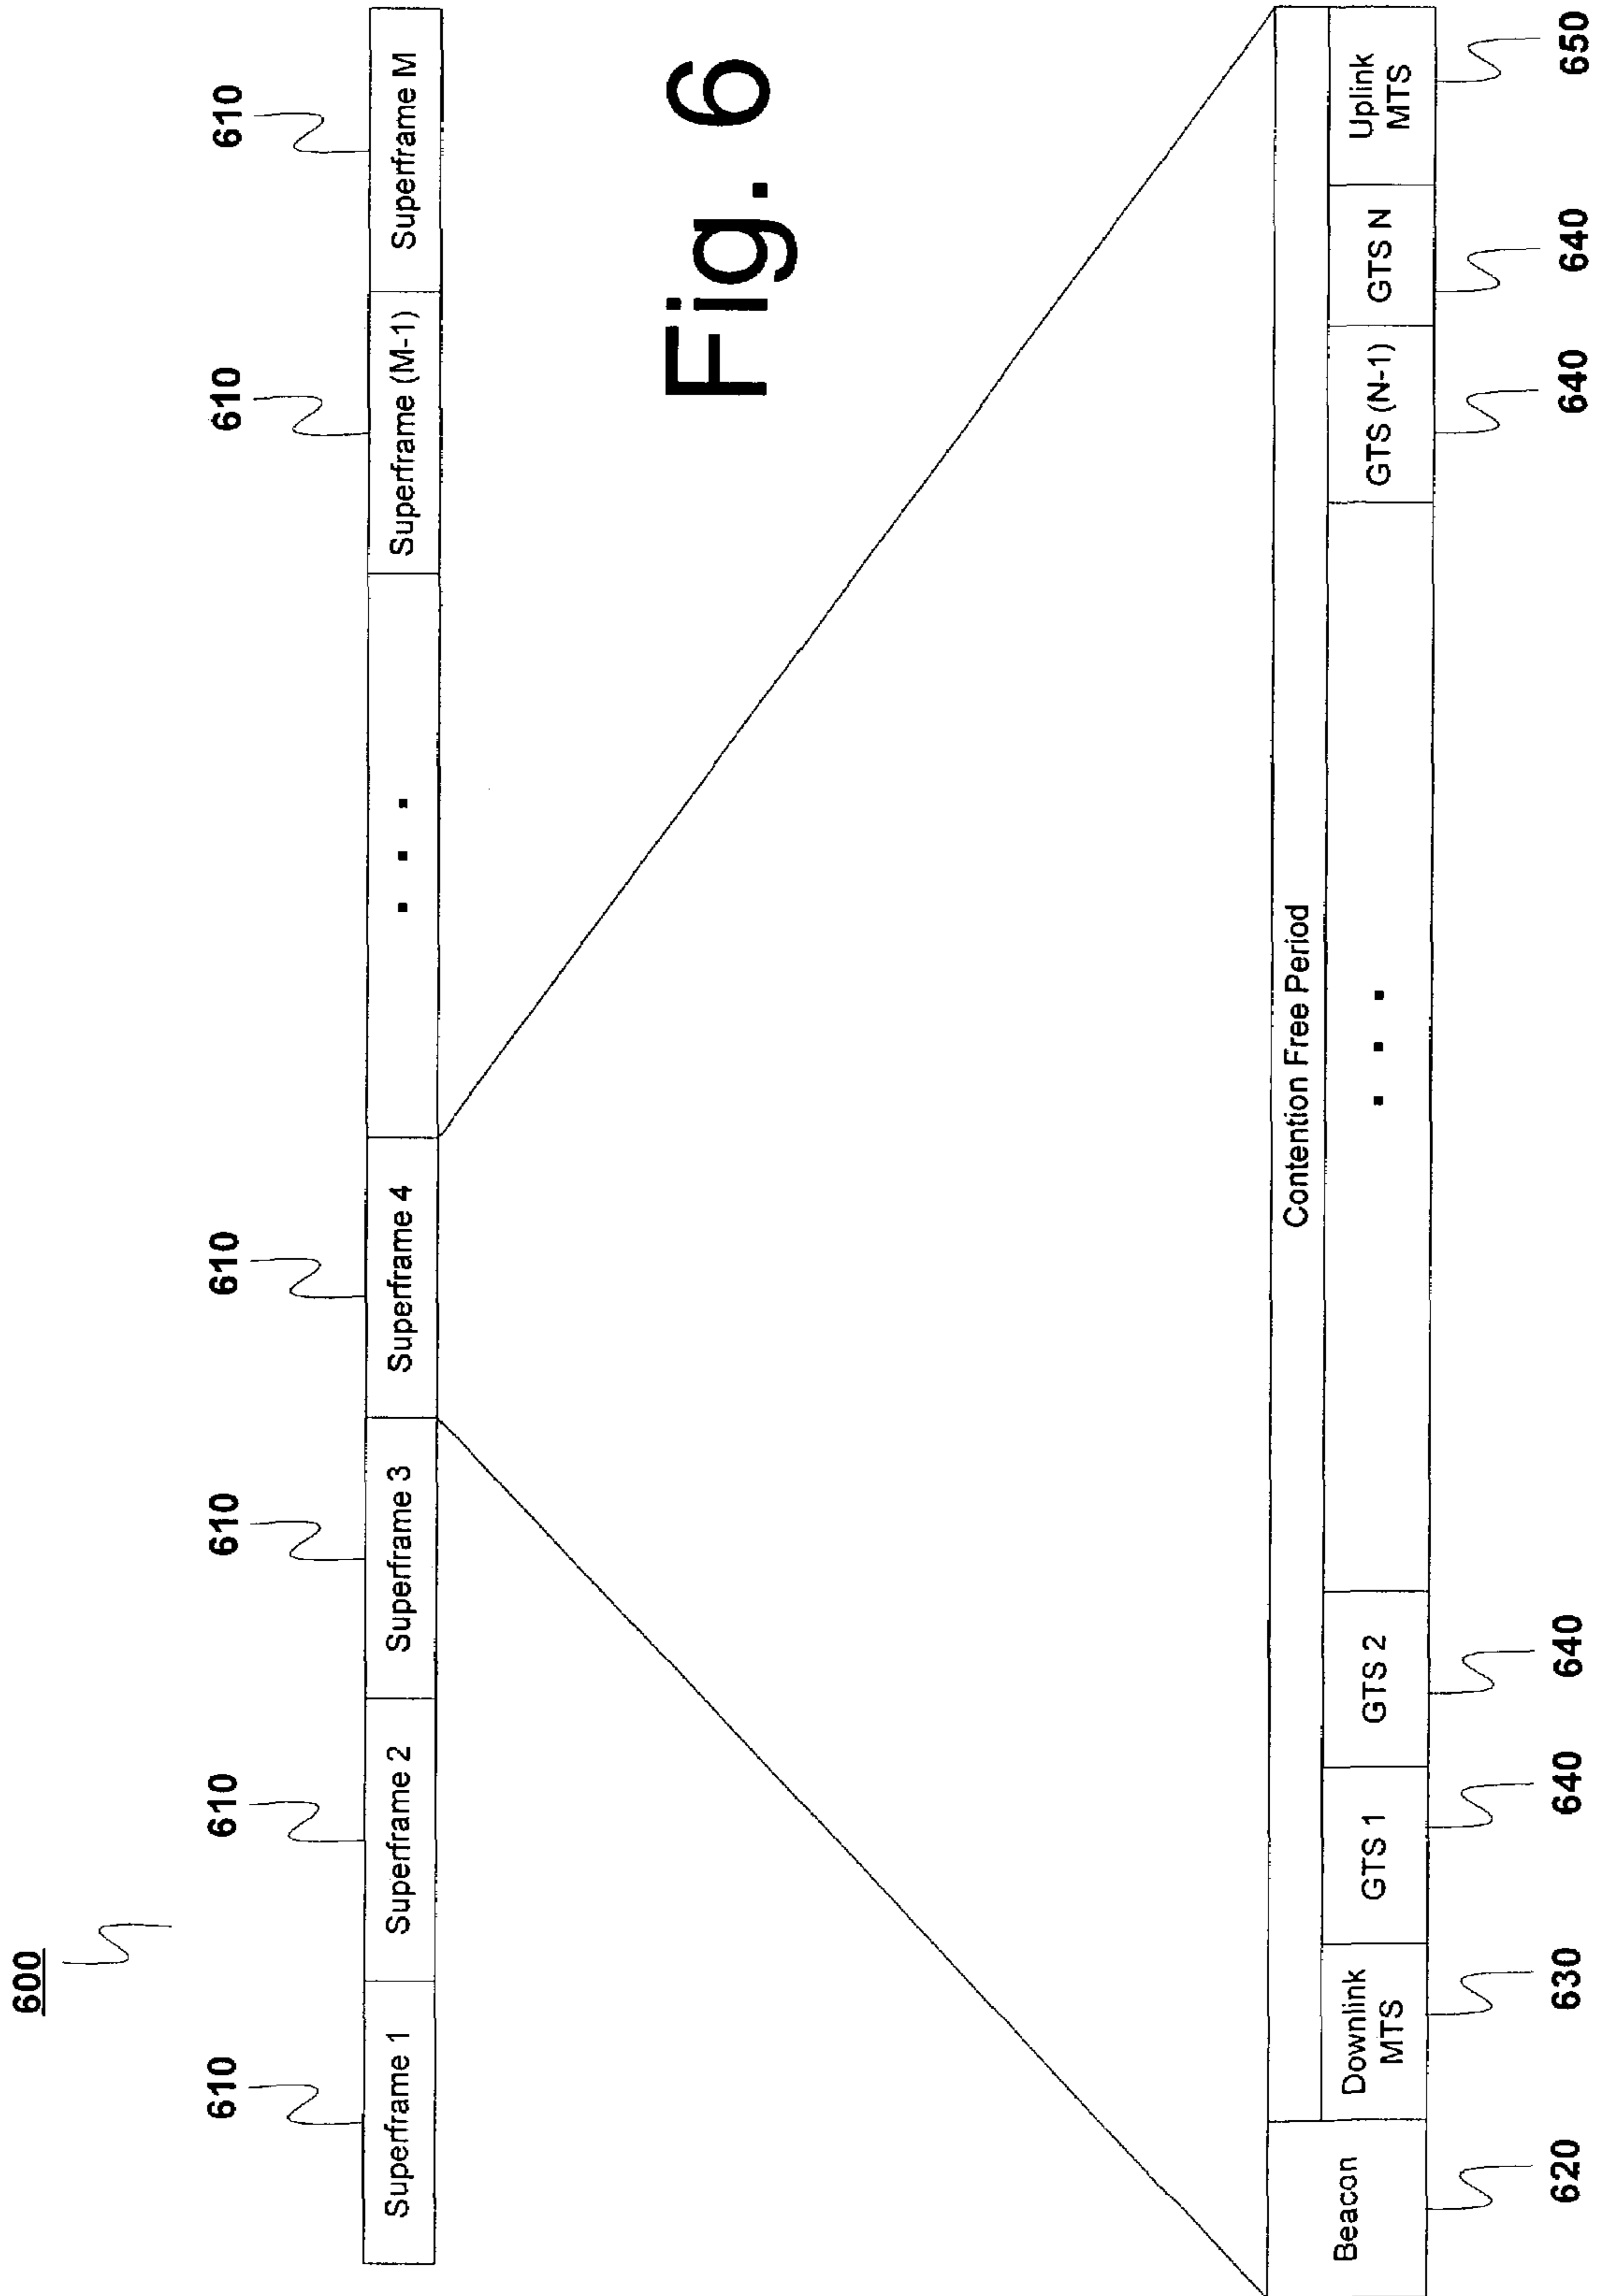 600
610 610 610 610 610 610
Superframe 1 Superframe 2 Superframe 3 Superframe 4 . . . Superframe (M-1) Superframe M
Fig. 6
Beacon
Contention Free Period
Downlink
MTS
GTS 1 GTS 2 . . . GTS (N-1) GTS N
Uplink
MTS
620 630 640 640 640 640 650